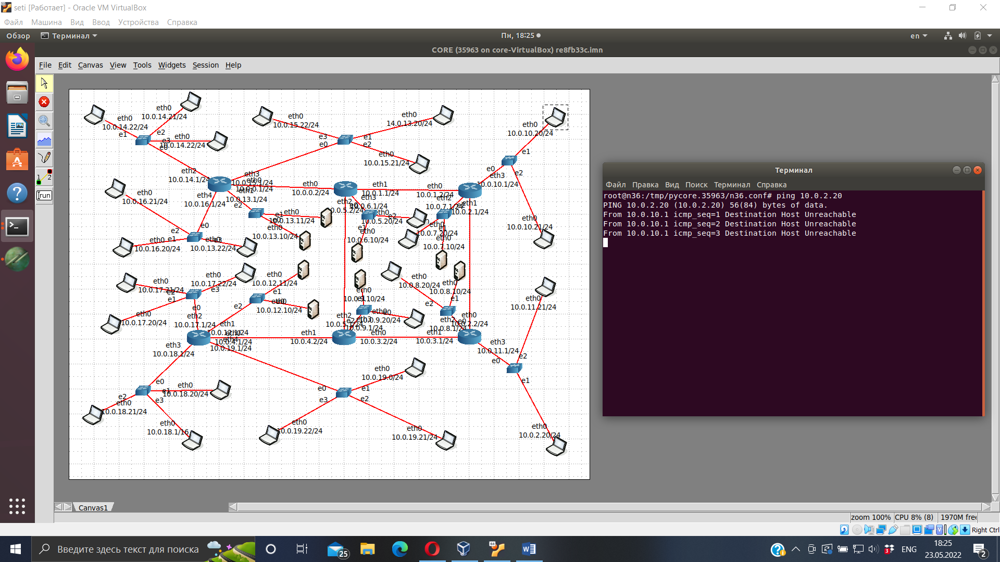 seti [Работает] - Oracle VM VirtualBox
Файл Машина Вид Ввод Устройства Справка
Обзор Терминал Пн, 18:25 en
CORE (35963 on core-VirtualBox) re8fb33c.imn
File Edit Canvas View Tools Widgets Session Help
eth0
10.0.14.22/24
e1
eth0
10.0.14.21/24
e2
eth0
e3
10.0.14.22/24
e0
eth0
10.0.15.22/24
e3
e0
eth0
14.0.13.20/24
e1
e2
eth0
10.0.15.21/24
eth0
10.0.10.20/24
e1
e0
e2
eth3
10.0.10.1/24
eth2
10.0.14.1/24
eth3
eth0
eth1
10.0.13.1/24
eth4
10.0.16.1/24
e2
eth0
10.0.0.2/24
eth1
10.0.1.1/24
eth0
10.0.1.2/24
eth2
10.0.7.1/24
eth1
10.0.2.1/24
eth2
eth3
10.0.6.1/24
eth0
10.0.16.21/24
e1
eth0
10.0.13.11/24
e0
eth0
10.0.13.10/24
e2
10.0.5.20/24
e1
eth0
10.0.6.10/24
eth0
10.0.7.20/24
e1
eth0
10.0.7.10/24
eth0
10.0.10.21/24
e0
e2
e1
eth0
10.0.16.20/24
10.0.13.22/24
eth0
10.0.17.21/24
e1
eth0
10.0.17.22/24
e3
eth0
10.0.12.11/24
e1
e2
10.0.12.10/24
eth0
10.0.8.20/24
eth0
10.0.8.10/24
e1
e2
eth0
10.0.9.10/24
10.0.9.20/24
eth0
10.0.11.21/24
eth0
10.0.17.20/24
e0
eth2
10.0.17.1/24
eth1
10.0.12.1/24
10.0.4.1/24
10.0.19.1/24
eth3
10.0.18.1/24
eth1
10.0.4.2/24
eth2
eth3
10.0.9.1/24
eth0
10.0.3.2/24
eth1
10.0.3.1/24
eth2
10.0.8.1/24
eth0
10.0.2.2/24
e0
eth3
10.0.11.1/24
e2
e0
e1
e0
eth0
10.0.18.20/24
e2
eth0
10.0.18.21/24
e3
eth0
10.0.18.1/16
eth0
10.0.19.0/24
e0
e1
e3
e2
eth0
10.0.19.22/24
eth0
10.0.19.21/24
eth0
10.0.2.20/24
Терминал
Файл Правка Вид Поиск Терминал Справка
root@n36:/tmp/pycore.35963/n36.conf# ping 10.0.2.20
PING 10.0.2.20 (10.0.2.20) 56(84) bytes of data.
From 10.0.10.1 icmp_seq=1 Destination Host Unreachable
From 10.0.10.1 icmp_seq=2 Destination Host Unreachable
From 10.0.10.1 icmp_seq=3 Destination Host Unreachable
1 2
run
Canvas1
zoom 100% CPU 8% (8) 1970M
Right Ctrl
Введите здесь текст для поиска
25
64
3
ENG
18:25
23.05.2022
2